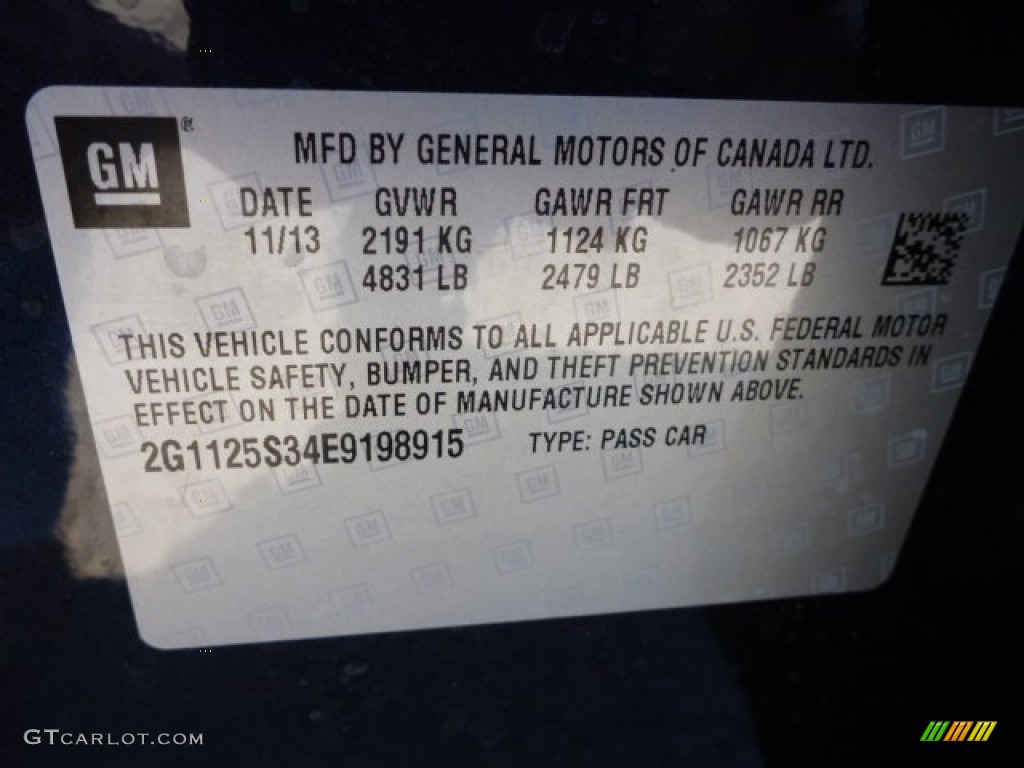 GM
MFD BY GENERAL MOTORS OF CANADA LTD.
DATE GVWR GAWR FRT GAWR RR
11/13 2191 KG 1124 KG 1067 KG
4831 LB 2479 LB 2352 LB
THIS VEHICLE CONFORMS TO ALL APPLICABLE U.S. FEDERAL MOTOR
VEHICLE SAFETY, BUMPER, AND THEFT PREVENTION STANDARDS IN
EFFECT ON THE DATE OF MANUFACTURE SHOWN ABOVE.
2G1125S34E9198915 TYPE: PASS CAR
GTCARLOT.COM